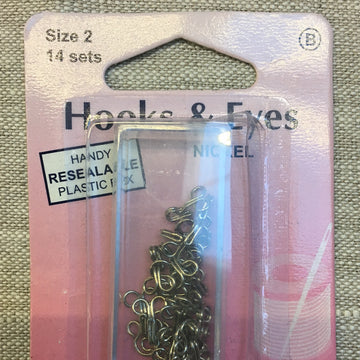 Size 2
14 sets
B
Hooks & Eyes
NICKEL
HANDY
RESEALABLE
PLASTIC BOX